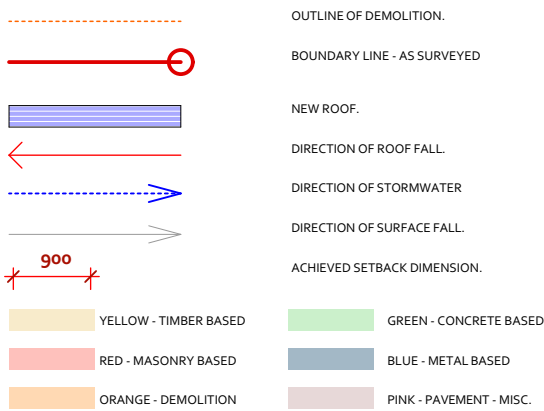 OUTLINE OF DEMOLITION.
BOUNDARY LINE - AS SURVEYED
NEW ROOF.
DIRECTION OF ROOF FALL.
DIRECTION OF STORMWATER
DIRECTION OF SURFACE FALL.
900
ACHIEVED SETBACK DIMENSION.
YELLOW - TIMBER BASED
GREEN - CONCRETE BASED
RED - MASONRY BASED
BLUE - METAL BASED
ORANGE - DEMOLITION
PINK - PAVEMENT - MISC.